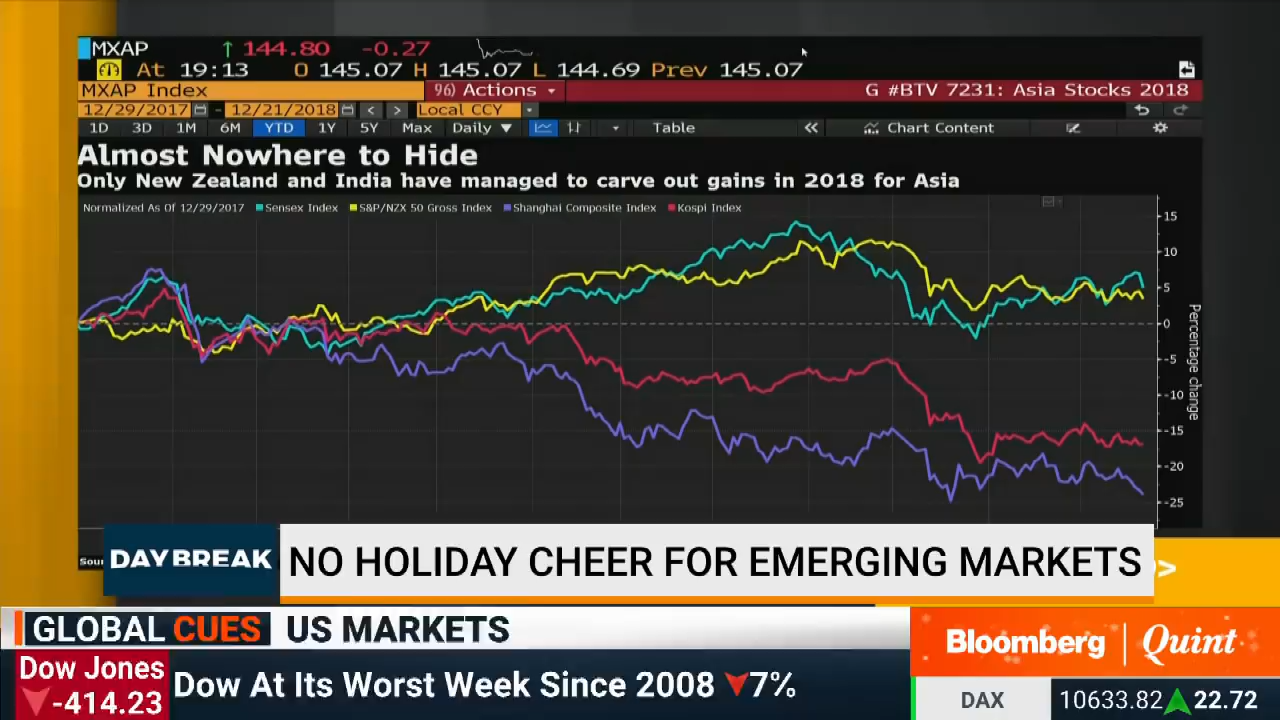 MXAP ↑ 144.80 -0.27
At 19:13 O 145.07 H 145.07 L 144.69 Prev 145.07
MXAP Index 96) Actions G #BTV 7231: Asia Stocks 2018
12/29/2017 - 12/21/2018 < > Local CCY
1D 3D 1M 6M YTD 1Y 5Y Max Daily ▼ Table « Chart Content
Almost Nowhere to Hide
Only New Zealand and India have managed to carve out gains in 2018 for Asia
Normalized As Of 12/29/2017 Sensex Index S&P/NZX 50 Gross Index Shanghai Composite Index Kospi Index
15
10
5
0
-5
-10
-15
-20
-25
Percentage change
DAYBREAK NO HOLIDAY CHEER FOR EMERGING MARKETS
GLOBAL CUES US MARKETS
Bloomberg | Quint
Dow Jones
-414.23
Dow At Its Worst Week Since 2008 ▼7%
DAX 10633.82 ▲ 22.72